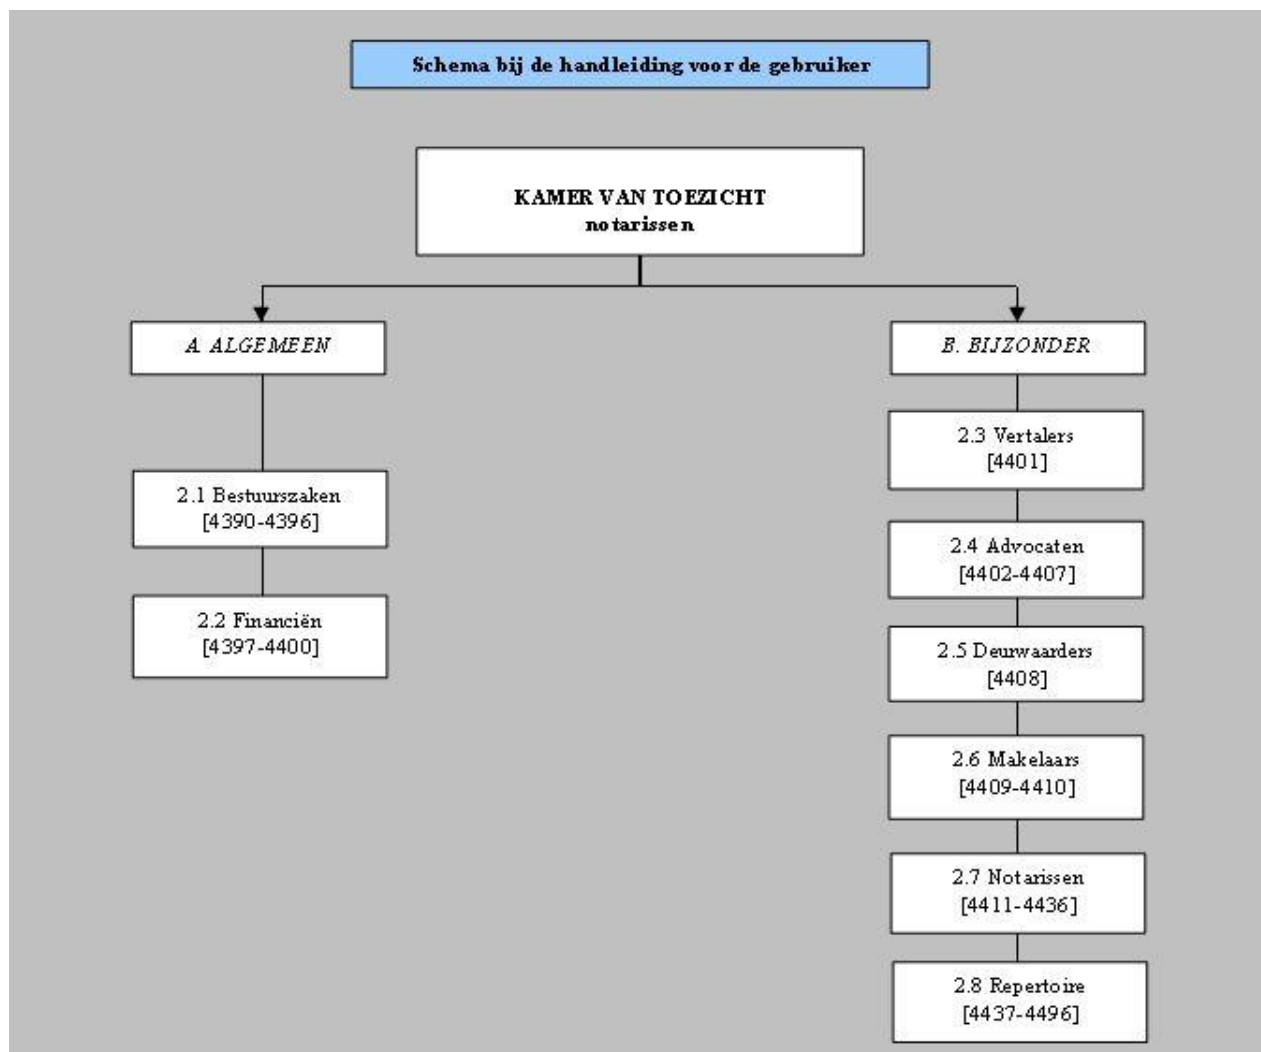 Schema bij de handleiding voor de gebruiker
KAMER VAN TOEZICHT
notarissen
A. ALGEMEEN
2.1 Bestuurszaken
[4390-4396]
2.2 Financiën
[4397-4400]
B. BIJZONDER
2.3 Vertalers
[4401]
2.4 Advocaten
[4402-4407]
2.5 Deurwaarders
[4408]
2.6 Makelaars
[4409-4410]
2.7 Notarissen
[4411-4436]
2.8 Repertoire
[4437-4496]